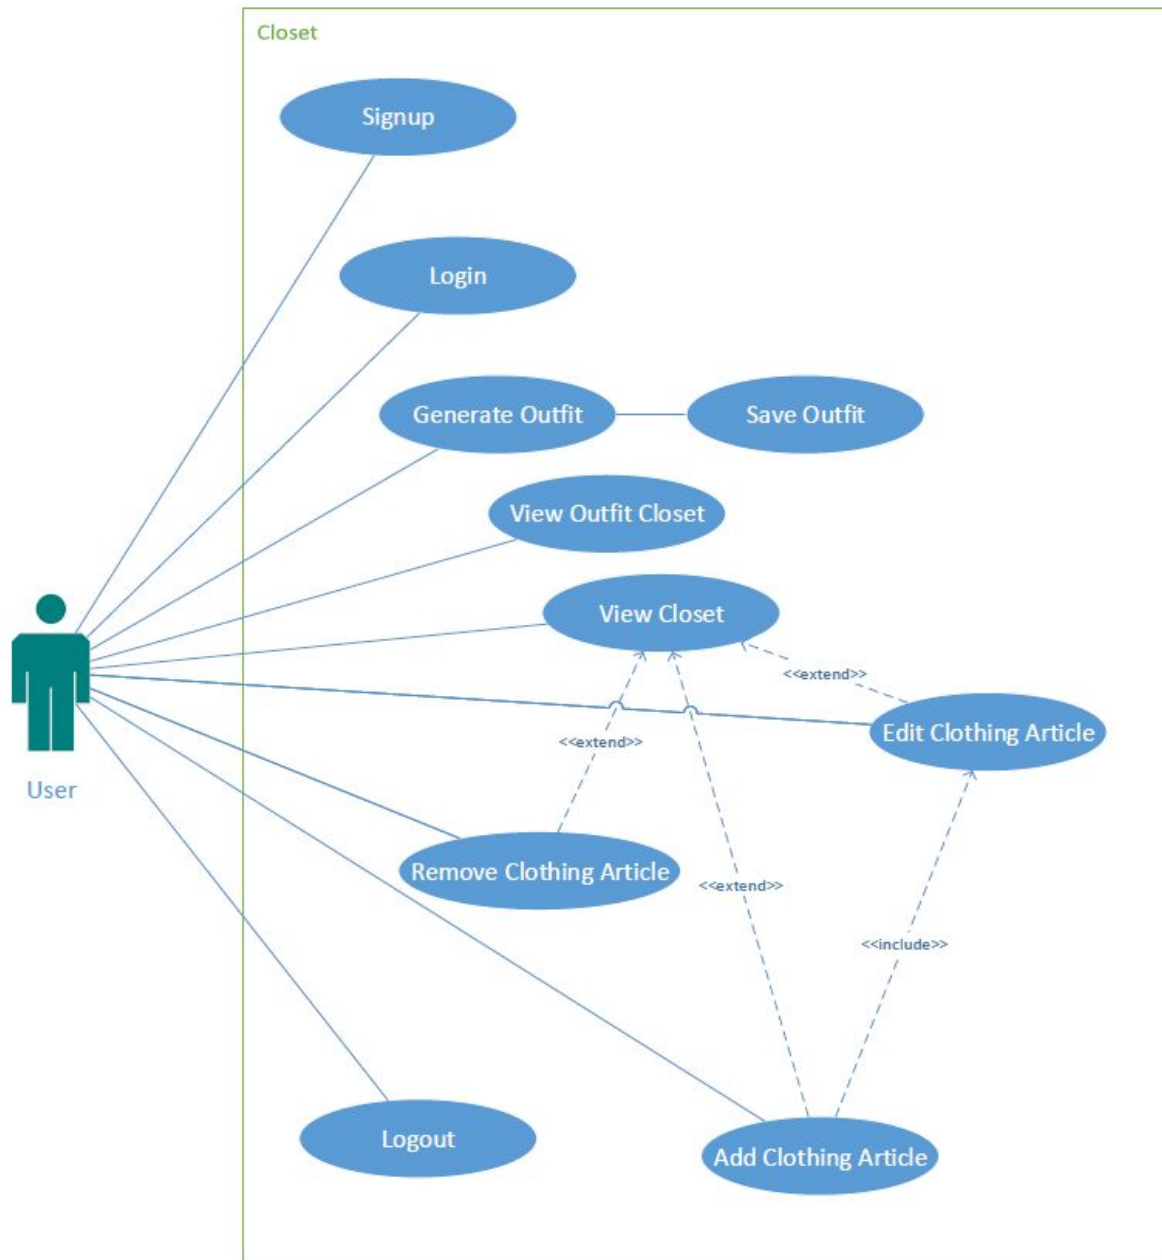 Closet
Signup
Login
Generate Outfit
Save Outfit
View Outfit Closet
View Closet
<<extend>>
Edit Clothing Article
<<extend>>
User
Remove Clothing Article
<<extend>>
<<include>>
Logout
Add Clothing Article